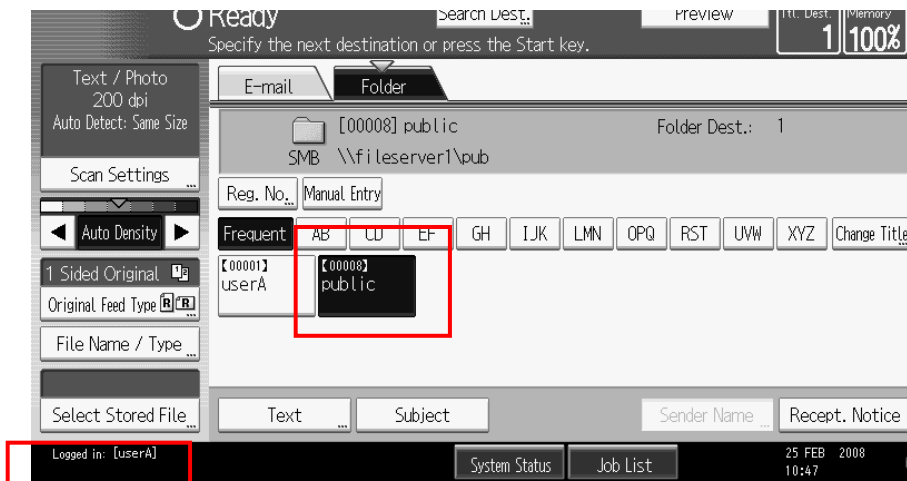 Ready
Search Dest.
Preview
Ttl. Dest.
Memory
Specify the next destination or press the Start key.
1
100%
Text / Photo
200 dpi
Auto Detect: Same Size
Scan Settings
Auto Density
1 Sided Original
Original Feed Type
File Name / Type
Select Stored File
E-mail
Folder
[00008] public
Folder Dest.: 1
SMB \\fileserver1\pub
Reg. No.
Manual Entry
Frequent AB CD EF GH IJK LMN OPQ RST UVW XYZ Change Title
【00001】
userA
【00008】
public
Text
Subject
Sender Name
Recept. Notice
Logged in: [userA]
System Status
Job List
25 FEB 2008
10:47